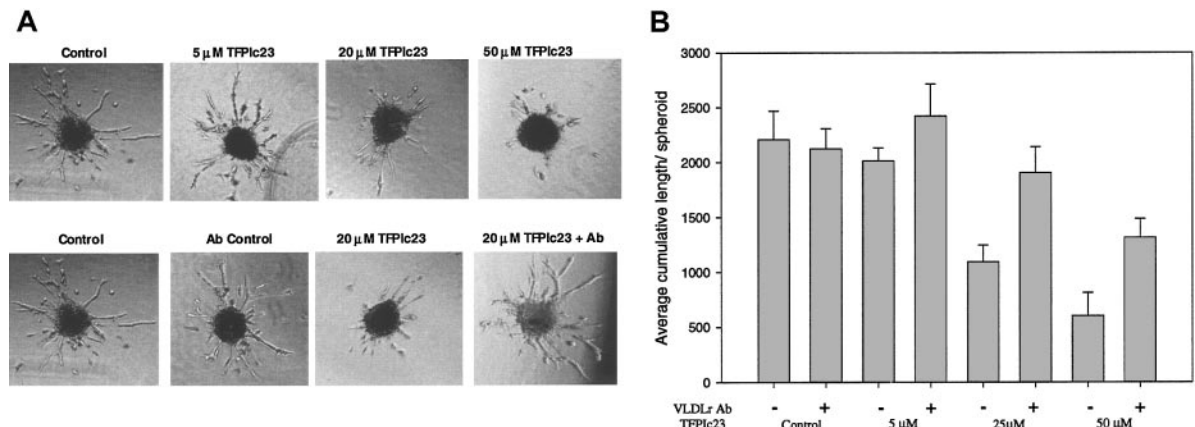 A
Control
5 μM TFPIc23
20 μM TFPIc23
50 μM TFPIc23
Control
Ab Control
20 μM TFPIc23
20 μM TFPIc23 + Ab
B
Average cumulative length/ spheroid
3000
2500
2000
1500
1000
500
0
VLDLr Ab - + - + - + - +
TFPIc23 Control 5 μM 25μM 50 μM